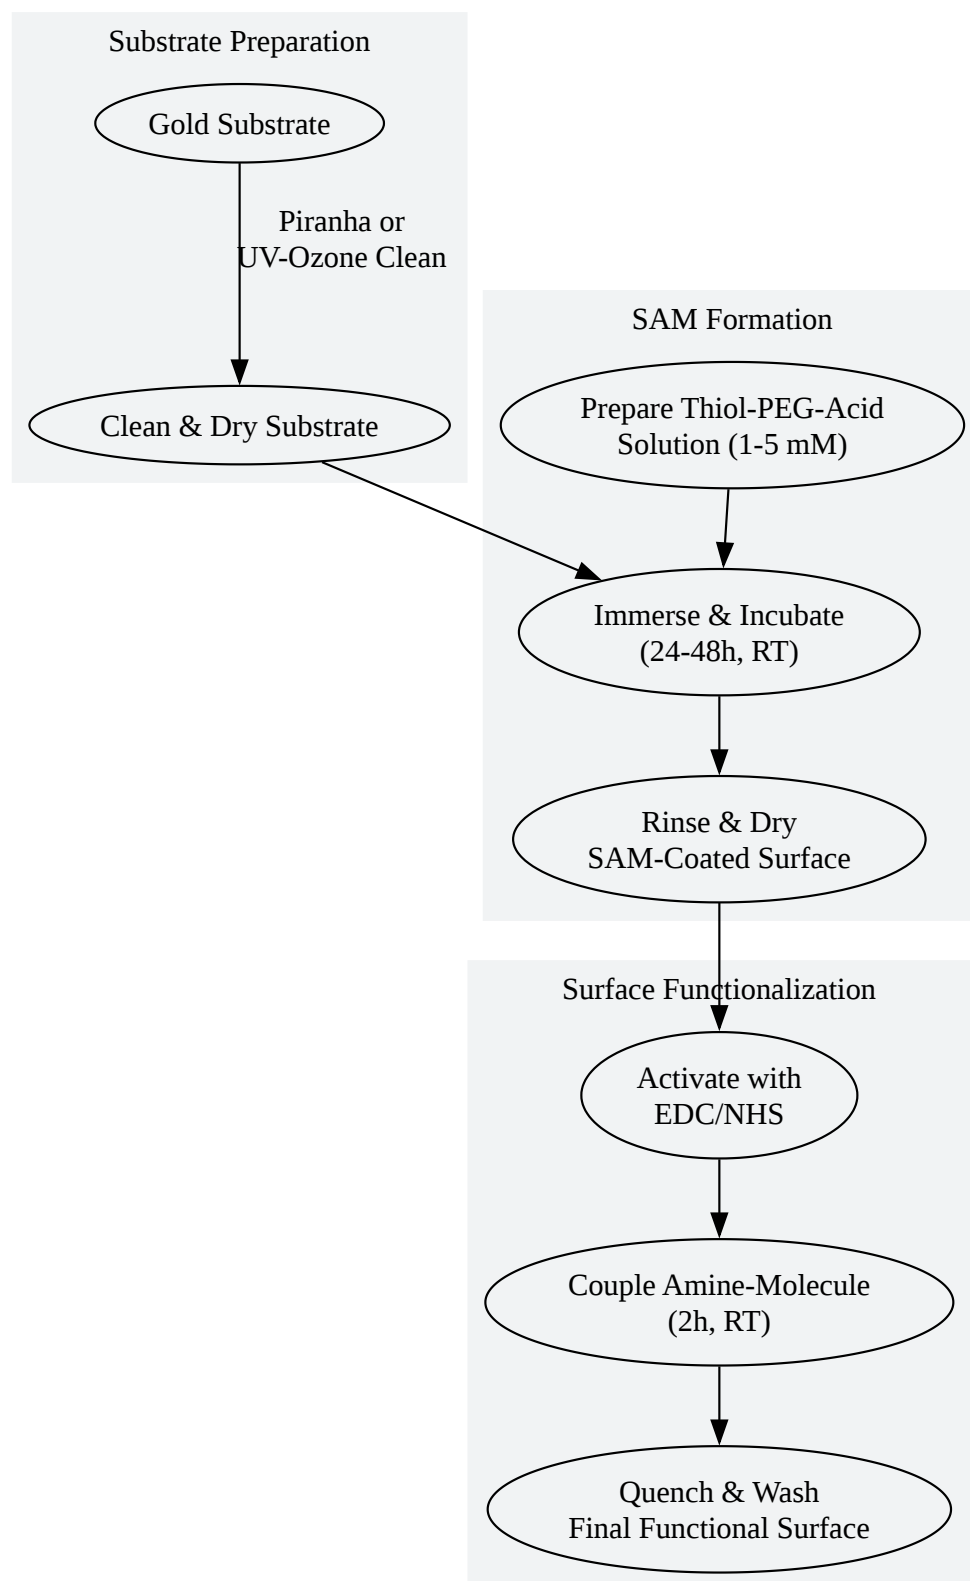 Substrate Preparation
Gold Substrate
Piranha or
UV-Ozone Clean
Clean & Dry Substrate
SAM Formation
Prepare Thiol-PEG-Acid
Solution (1-5 mM)
Immerse & Incubate
(24-48h, RT)
Rinse & Dry
SAM-Coated Surface
Surface Functionalization
Activate with
EDC/NHS
Couple Amine-Molecule
(2h, RT)
Quench & Wash
Final Functional Surface